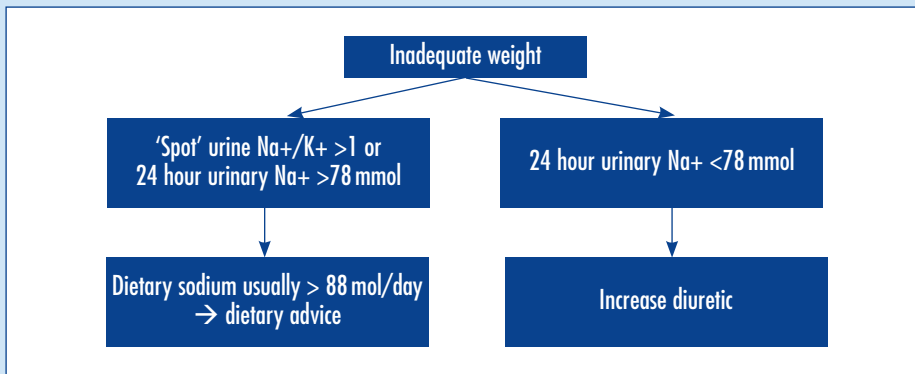 Inadequate weight
‘Spot’ urine Na+/K+ >1 or
24 hour urinary Na+ >78 mmol
24 hour urinary Na+ <78 mmol
Dietary sodium usually > 88 mol/day
→ dietary advice
Increase diuretic